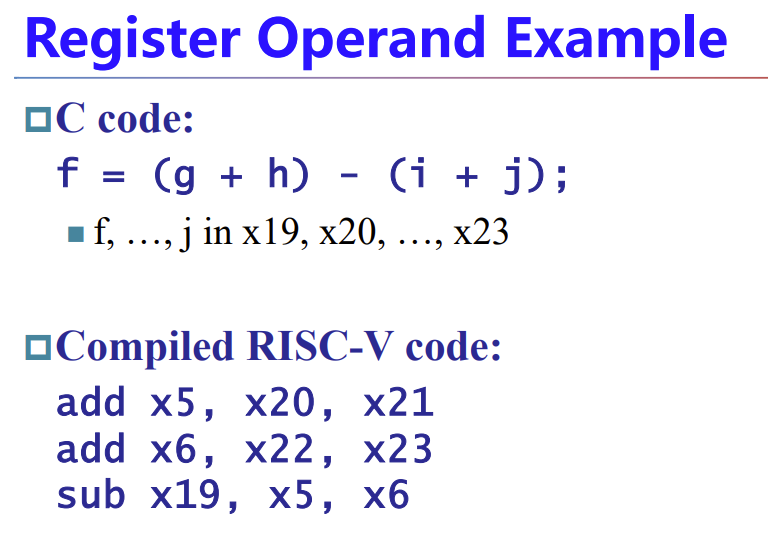 Register Operand Example
C code:
f = (g + h) - (i + j);
f, …, j in x19, x20, …, x23
Compiled RISC-V code:
add x5, x20, x21
add x6, x22, x23
sub x19, x5, x6